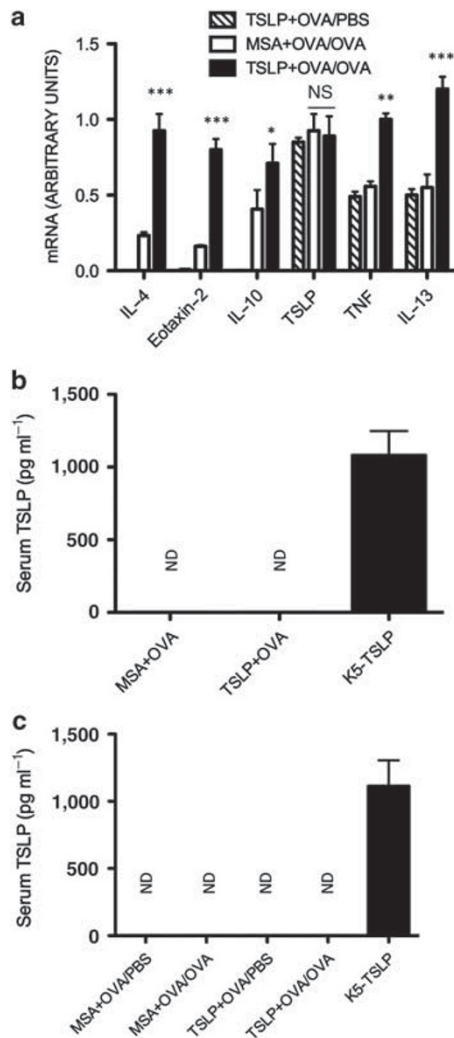 a
TSLP+OVA/PBS
MSA+OVA/OVA
TSLP+OVA/OVA
mRNA (ARBITRARY UNITS)
1.5
1.0
0.5
0.0
***
***
*
NS
**
***
IL-4
Eotaxin-2
IL-10
TSLP
TNF
IL-13
b
Serum TSLP (pg ml⁻¹)
1,500
1,000
500
0
ND
ND
MSA+OVA
TSLP+OVA
K5-TSLP
c
Serum TSLP (pg ml⁻¹)
1,500
1,000
500
0
ND
ND
ND
ND
MSA+OVA/PBS
MSA+OVA/OVA
TSLP+OVA/PBS
TSLP+OVA/OVA
K5-TSLP